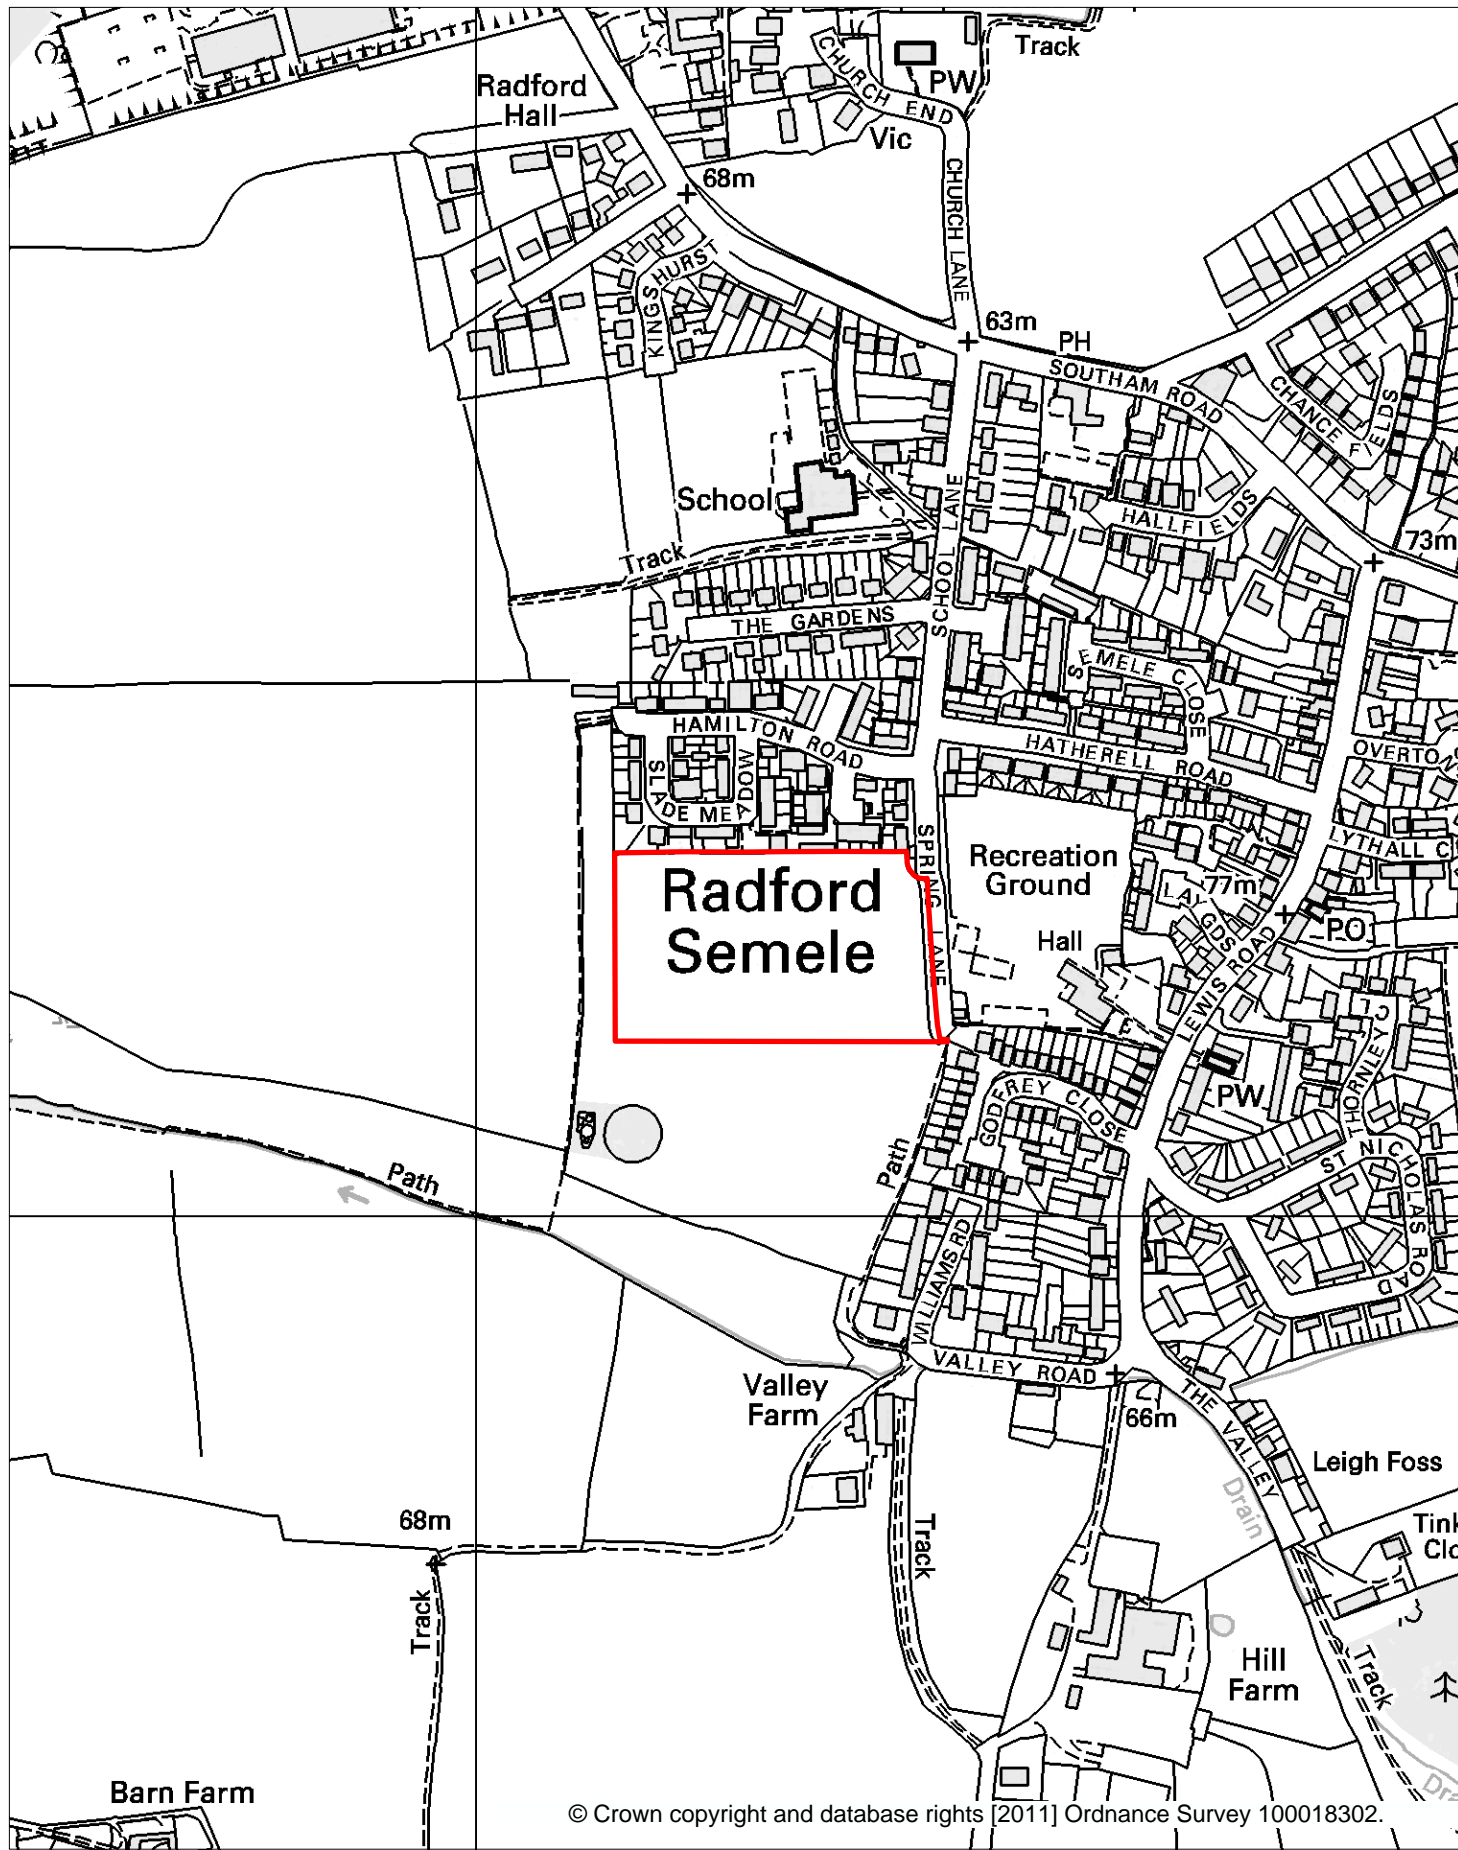 Track
CHURCH END
PW
Radford
Hall
Vic
68m
CHURCH LANE
KINGSHURST
63m
PH
SOUTHAM ROAD
CHANCE FIELDS
School
SCHOOL LANE
HALLFIELDS
73m
Track
THE GARDENS
SEMELE CLOSE
HAMILTON ROAD
HATHERELL ROAD
SLADE MEADOW
LYTHALL C
SPRING LANE
Recreation
Ground
77m
Radford
Semele
Hall
PO
LEWIS ROAD
THORNLEY C
PW
GODFREY CLOSE
ST NICHOLAS ROAD
Path
Path
WILLIAMS RD
VALLEY ROAD
Valley
Farm
66m
THE VALLEY
Leigh Foss
Drain
68m
Track
Tink
Clo
Track
Hill
Farm
Track
Barn Farm
Dra
© Crown copyright and database rights [2011] Ordnance Survey 100018302.